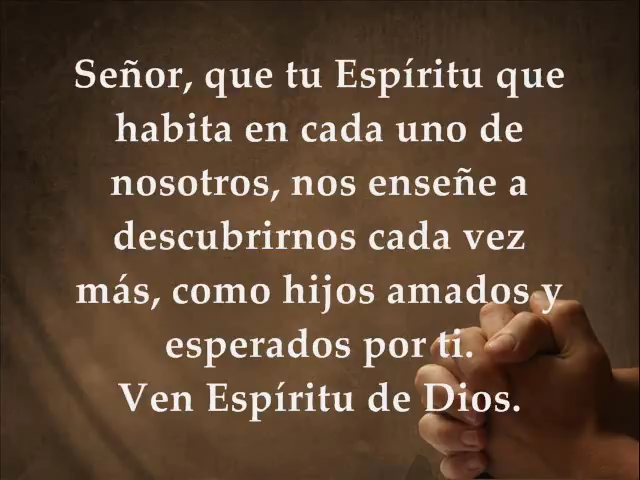 Señor, que tu Espíritu que
habita en cada uno de
nosotros, nos enseñe a
descubrirnos cada vez
más, como hijos amados y
esperados por ti.
Ven Espíritu de Dios.